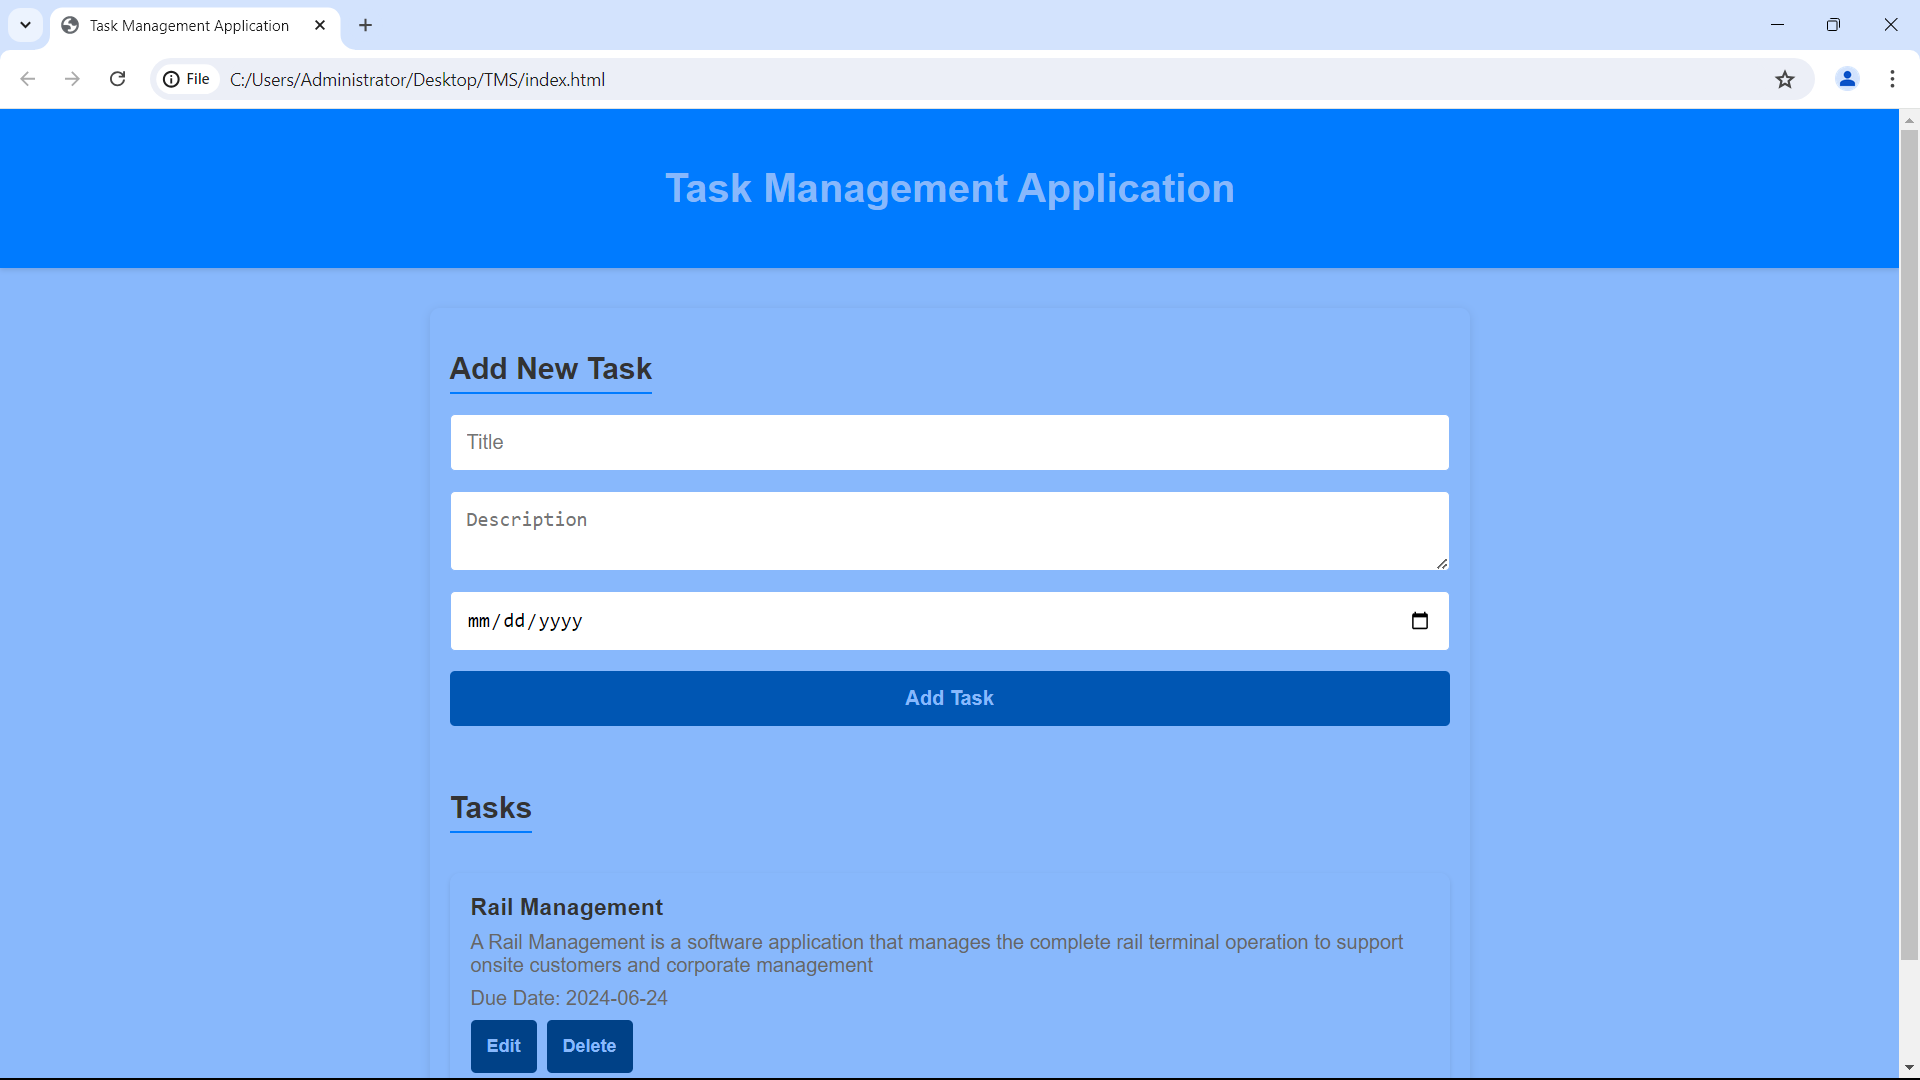 Task Management Application
File C:/Users/Administrator/Desktop/TMS/index.html
Task Management Application
Add New Task
Title
Description
mm/dd/yyyy
Add Task
Tasks
Rail Management
A Rail Management is a software application that manages the complete rail terminal operation to support
onsite customers and corporate management
Due Date: 2024-06-24
Edit Delete